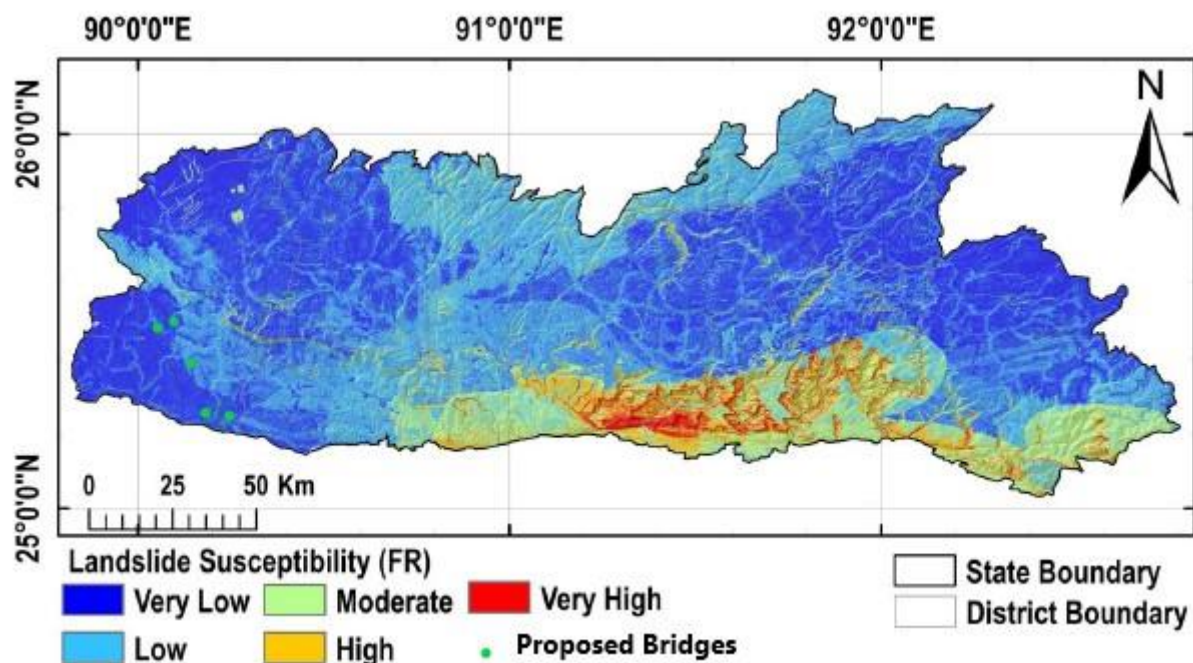 90°0'0"E 91°0'0"E 92°0'0"E
N
26°0'0"N
25°0'0"N
0 25 50 Km
Landslide Susceptibility (FR)
Very Low Moderate Very High State Boundary
Low High Proposed Bridges District Boundary